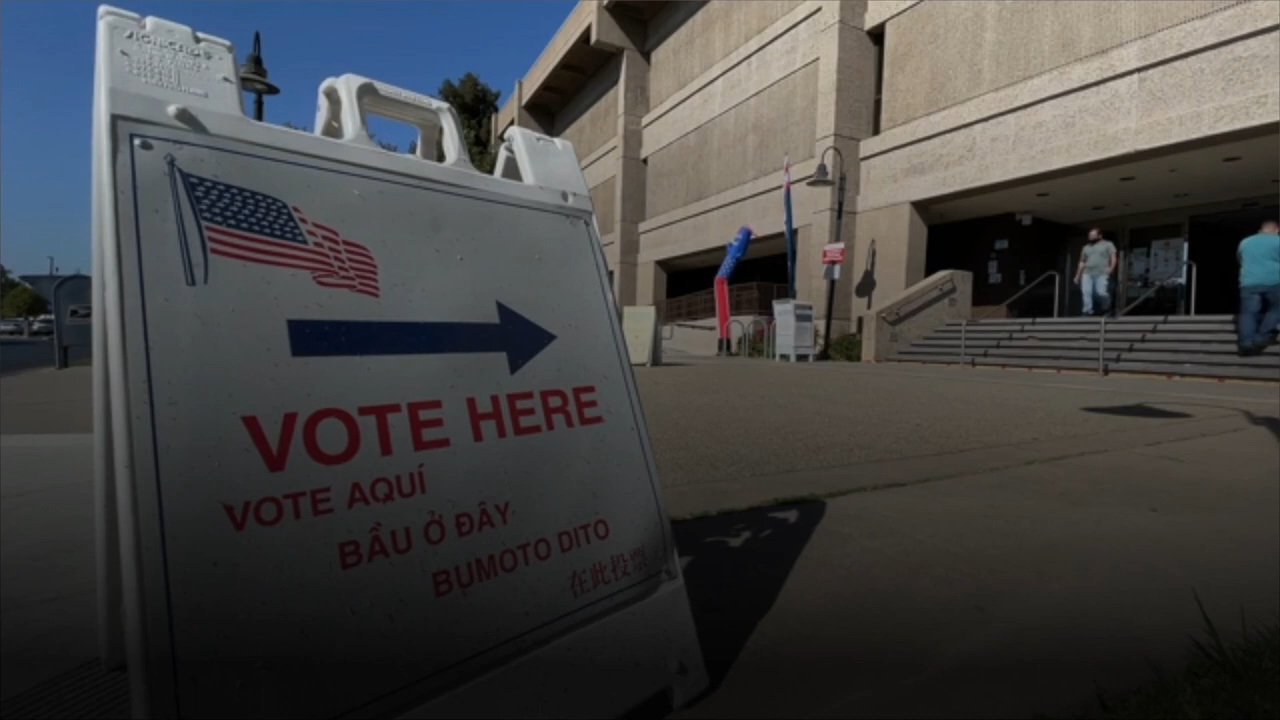 VOTE HERE
VOTE AQUÍ
BẦU Ở ĐÂY
BUMOTO DITO
在此投票